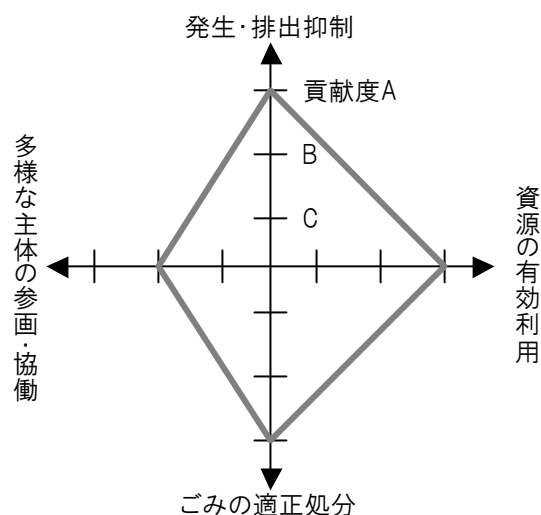 発生･排出抑制
貢献度A
B
C
多様な主体の参画･協働
資源の有効利用
ごみの適正処分